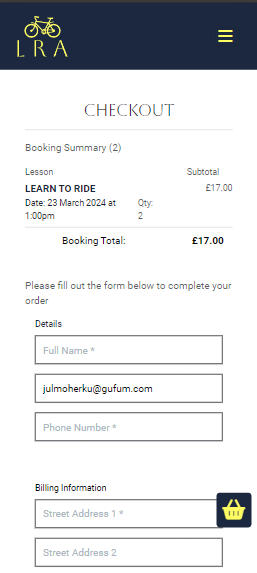 LRA
CHECKOUT
Booking Summary (2)
Lesson Subtotal
LEARN TO RIDE £17.00
Date: 23 March 2024 at Qty:
1:00pm 2
Booking Total: £17.00
Please fill out the form below to complete your
order
Details
Full Name *
julmoherku@gufum.com
Phone Number *
Billing Information
Street Address 1 *
Street Address 2